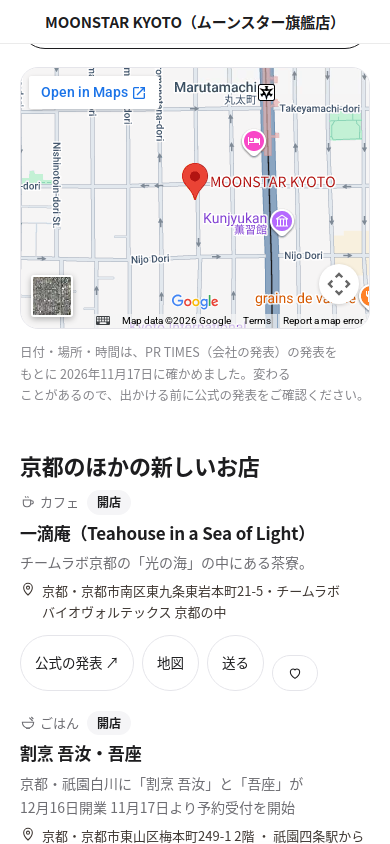 MOONSTAR KYOTO（ムーンスター旗艦店）
Open in Maps
Marutamachi
丸太町
Takeyamachi-dori
Nishinotoin-dori St.
-dori
MOONSTAR KYOTO
Kunjyukan
薫習館
Nijo Dori
Nijo Dori
grains de va
Google
Map data ©2026 Google
Terms
Report a map error
日付・場所・時間は、PR TIMES（会社の発表）の発表を
もとに 2026年11月17日に確かめました。変わる
ことがあるので、出かける前に公式の発表をご確認ください。
京都のほかの新しいお店
カフェ 開店
一滴庵（Teahouse in a Sea of Light）
チームラボ京都の「光の海」の中にある茶寮。
京都・京都市南区東九条東岩本町21-5・チームラボ
バイオヴォルテックス 京都の中
公式の発表 ↗ 地図 送る
ごはん 開店
割烹 吾汝・吾座
京都・祇園白川に「割烹 吾汝」と「吾座」が
12月16日開業 11月17日より予約受付を開始
京都・京都市東山区梅本町249-1 2階 ・ 祇園四条駅から